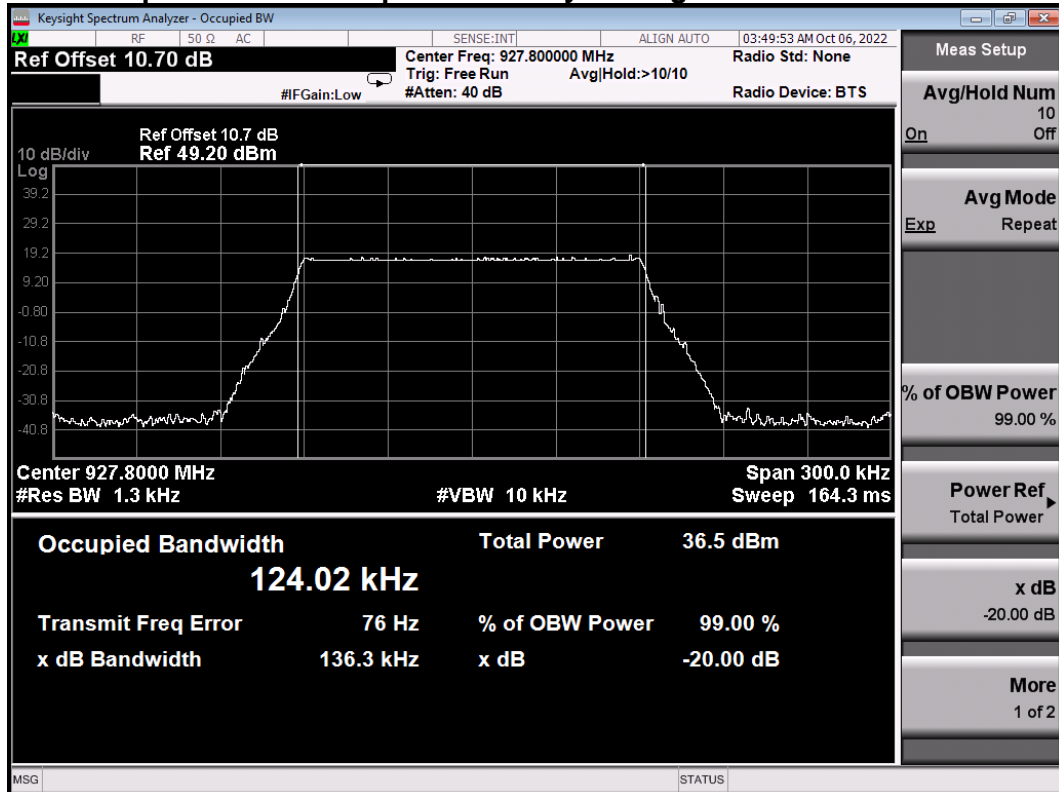 Keysight Spectrum Analyzer - Occupied BW
LXI RF 50 Ω AC SENSE:INT ALIGN AUTO 03:49:53 AM Oct 06, 2022
Ref Offset 10.70 dB
Center Freq: 927.800000 MHz
Radio Std: None
Trig: Free Run
Avg|Hold:>10/10
#IFGain:Low
#Atten: 40 dB
Radio Device: BTS
Ref Offset 10.7 dB
10 dB/div
Ref 49.20 dBm
Log
39.2
29.2
19.2
9.20
-0.80
-10.8
-20.8
-30.8
-40.8
Center 927.8000 MHz
Span 300.0 kHz
#Res BW 1.3 kHz
#VBW 10 kHz
Sweep 164.3 ms
Occupied Bandwidth
Total Power 36.5 dBm
124.02 kHz
Transmit Freq Error 76 Hz
% of OBW Power 99.00 %
x dB Bandwidth 136.3 kHz
x dB -20.00 dB
Meas Setup
Avg/Hold Num
10
On Off
Avg Mode
Exp Repeat
% of OBW Power
99.00 %
Power Ref
Total Power
x dB
-20.00 dB
More
1 of 2
MSG
STATUS